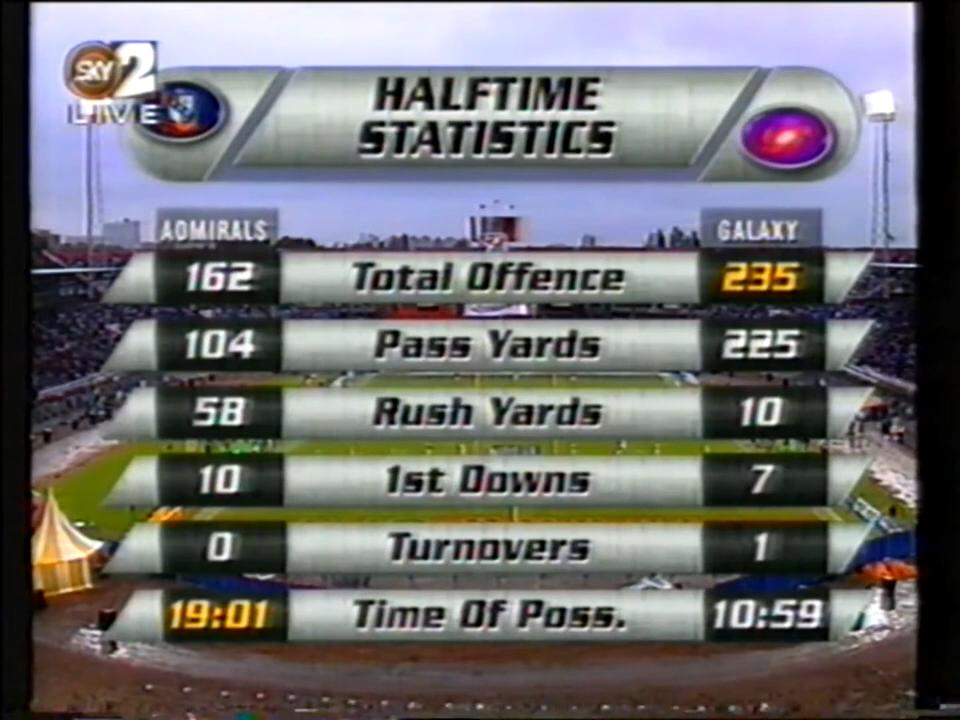 SKY 2
LIVE
HALFTIME
STATISTICS
ADMIRALS GALAXY
162 Total Offence 235
104 Pass Yards 225
58 Rush Yards 10
10 1st Downs 7
0 Turnovers 1
19:01 Time Of Poss. 10:59